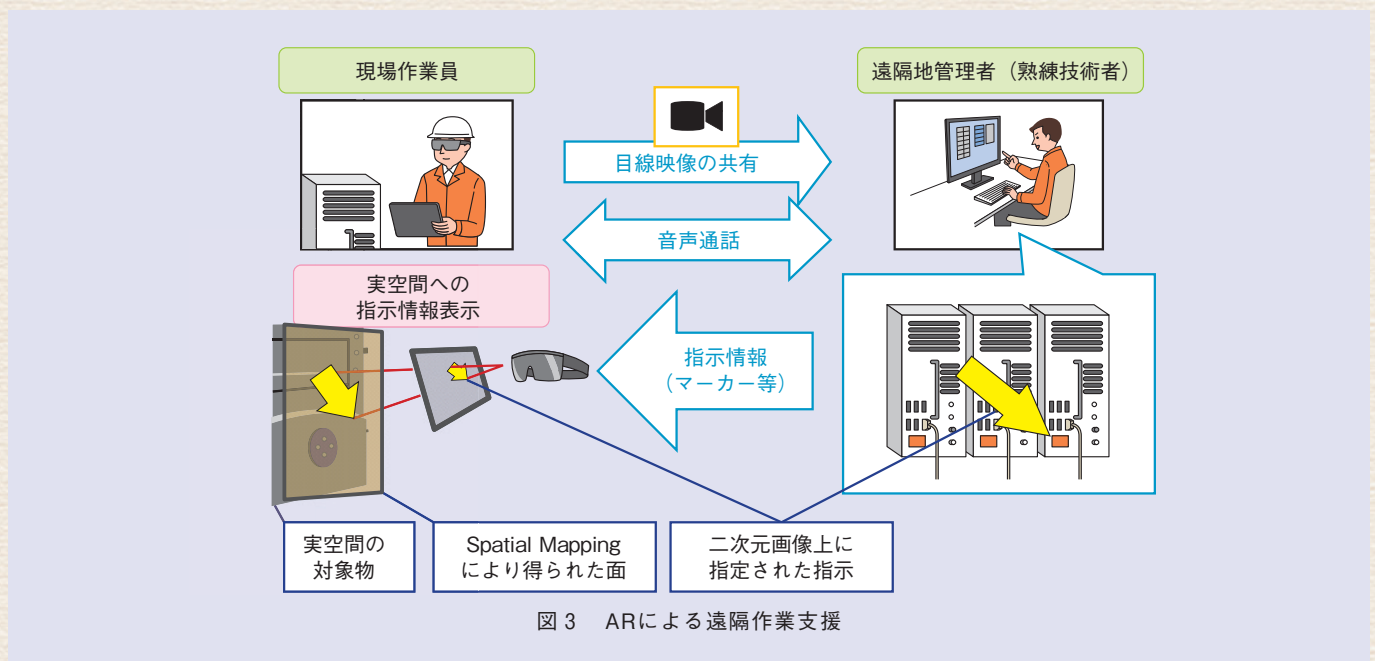 現場作業員
遠隔地管理者（熟練技術者）
目線映像の共有
音声通話
実空間への
指示情報表示
指示情報
（マーカー等）
実空間の
対象物
Spatial Mapping
により得られた面
二次元画像上に
指定された指示
図 3　ARによる遠隔作業支援